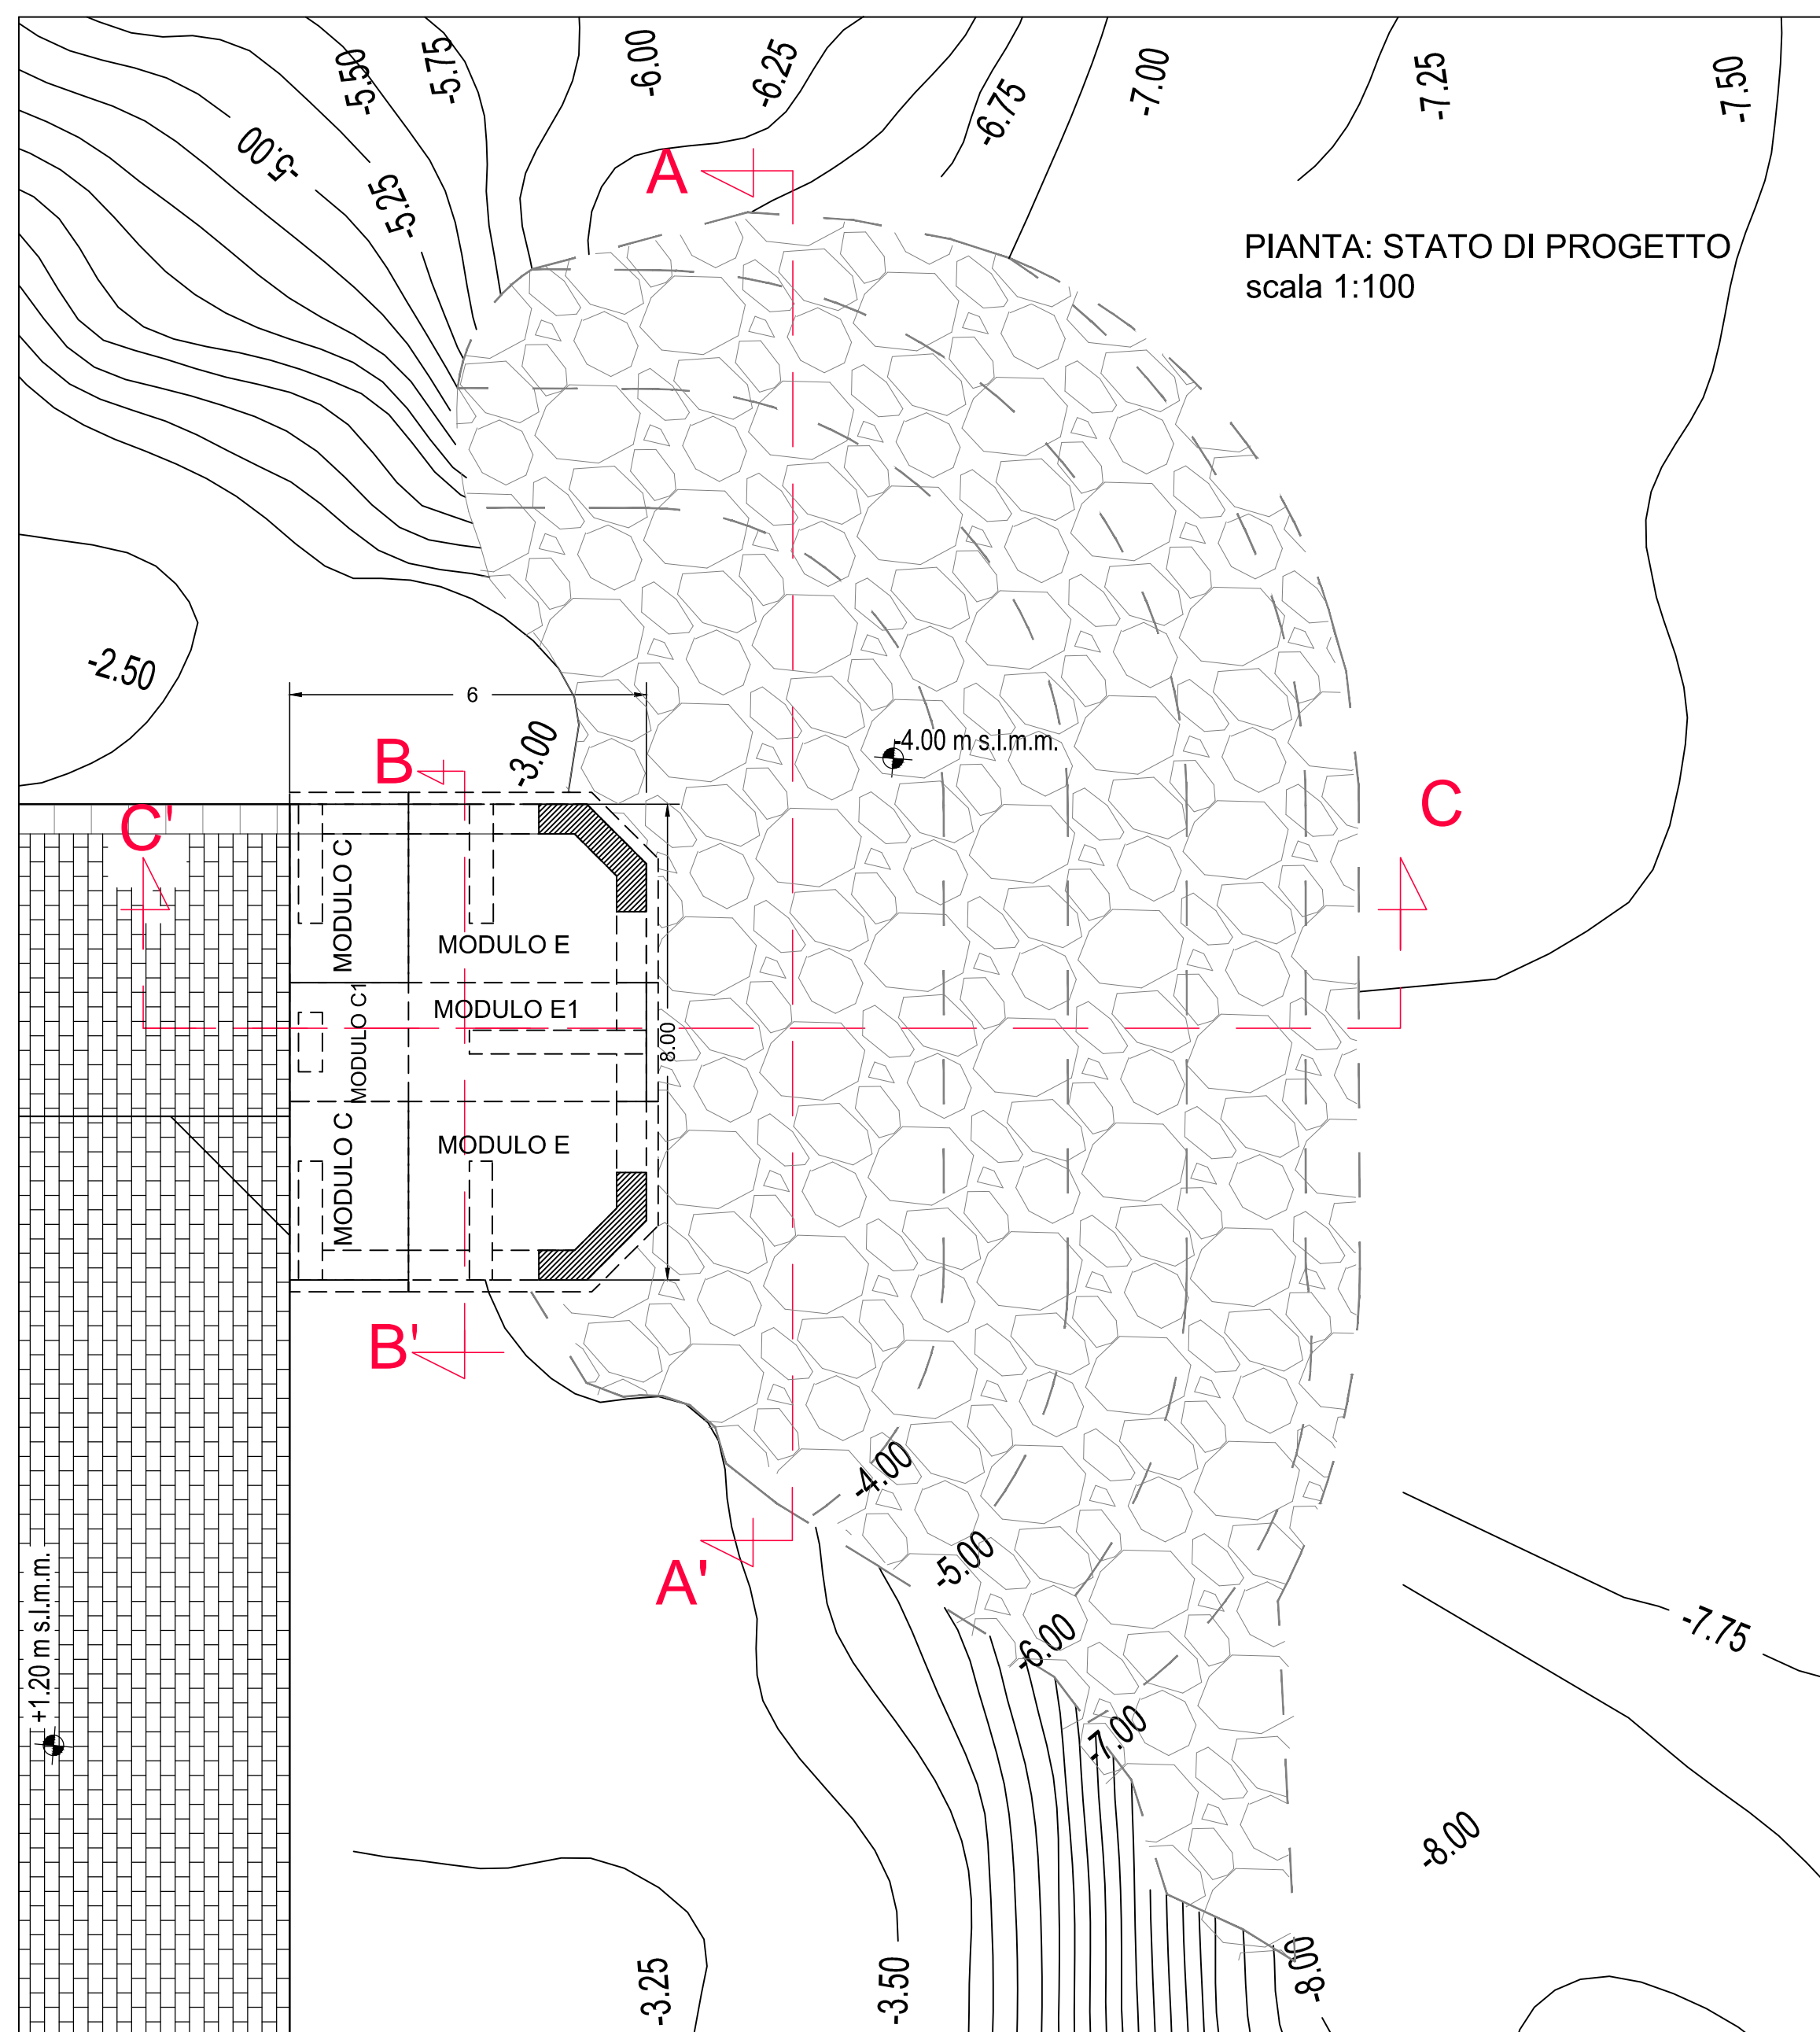 -5.50
-5.75
-6.00
-6.25
-6.75
-7.00
-7.25
-7.50
-5.00
-5.25
A
PIANTA: STATO DI PROGETTO
scala 1:100
-2.50
6
-3.00
-4.00 m s.l.m.m.
B
C'
C
MODULO C
MODULO E
MODULO E1
MODULO C1
8.00
MODULO C
MODULO E
B'
-4.00
A'
-5.00
-6.00
-7.00
-7.75
+1.20 m s.l.m.m.
-8.00
-8.00
-3.25
-3.50